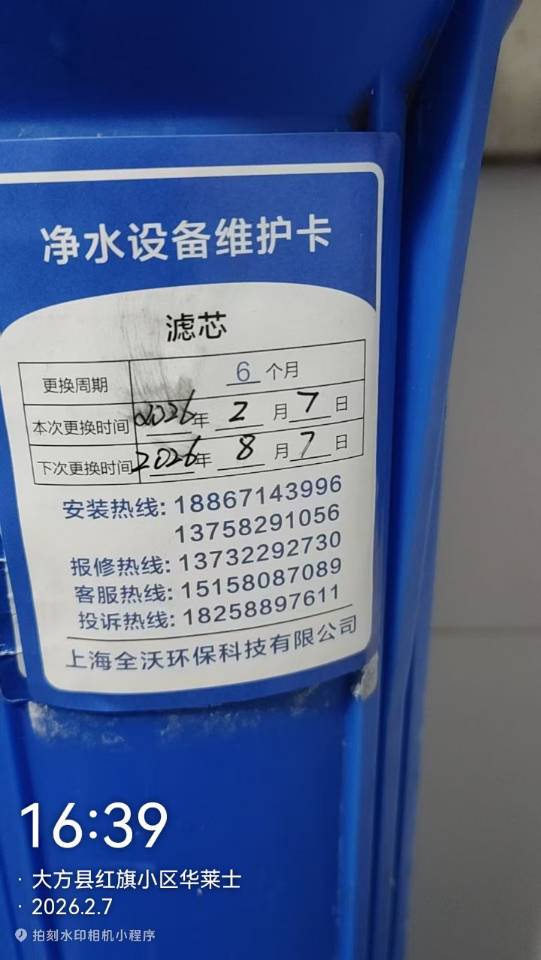 净水设备维护卡
滤芯
更换周期 6 个月
本次更换时间 2026年 2 月 7 日
下次更换时间 2026年 8 月 7 日
安装热线: 18867143996
13758291056
报修热线: 13732292730
客服热线: 15158087089
投诉热线: 18258897611
上海全沃环保科技有限公司
16:39
· 大方县红旗小区华莱士
· 2026.2.7
拍刻水印相机小程序